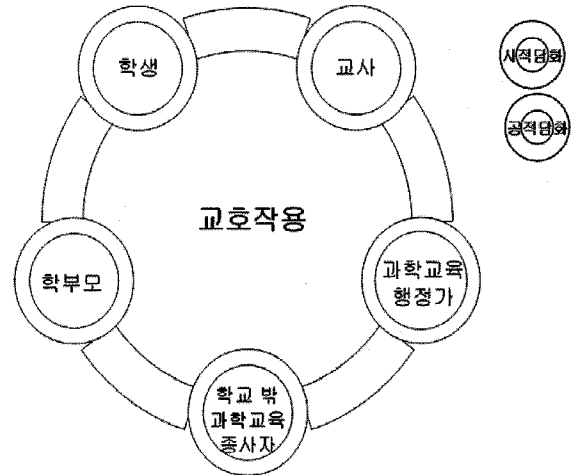 학생
교사
사적담화
공적담화
교호작용
학부모
과학교육
행정가
학교 밖
과학교육
종사자